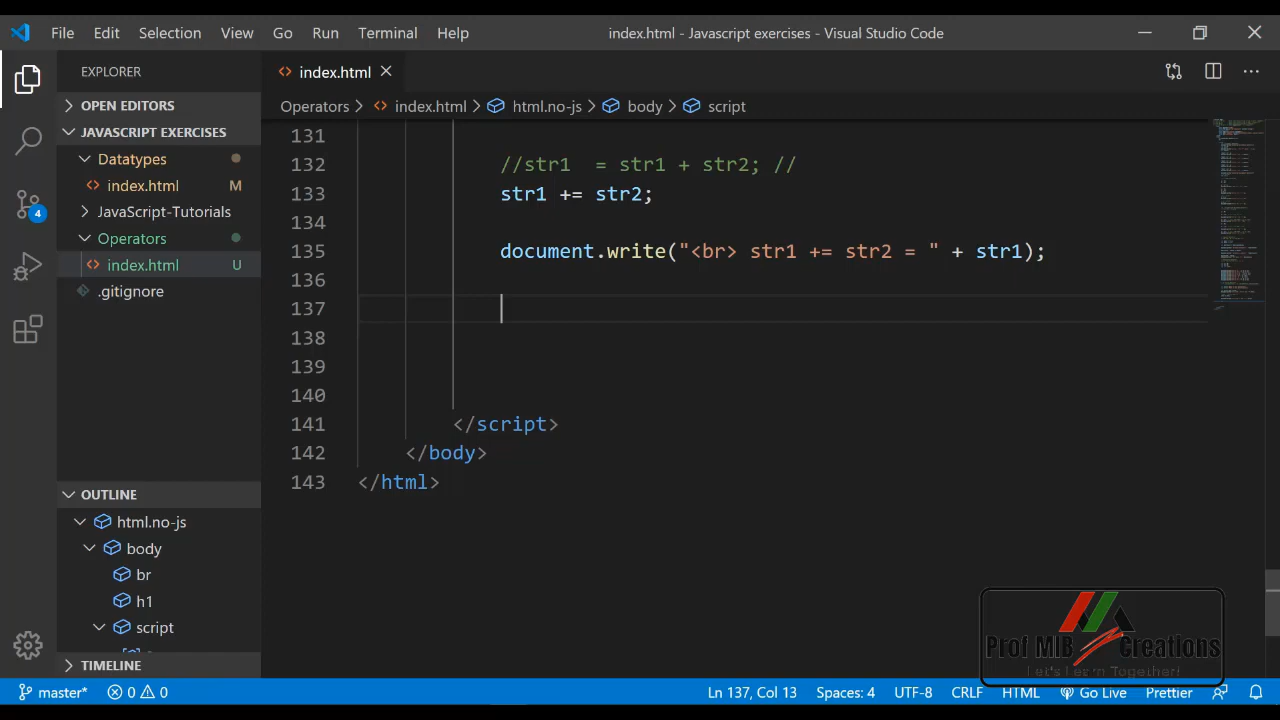 File Edit Selection View Go Run Terminal Help index.html - Javascript exercises - Visual Studio Code
EXPLORER
OPEN EDITORS
JAVASCRIPT EXERCISES
Datatypes
index.html M
JavaScript-Tutorials
Operators
index.html U
.gitignore
4
OUTLINE
html.no-js
body
br
h1
script
TIMELINE
index.html
Operators > index.html > html.no-js > body > script
131
132 //str1  = str1 + str2; //
133 str1 += str2;
134
135 document.write("<br> str1 += str2 = " + str1);
136
137
138
139
140
141 </script>
142 </body>
143 </html>
Prof MIB Creations
Let's Learn Together!
master* 0 0 Ln 137, Col 13 Spaces: 4 UTF-8 CRLF HTML Go Live Prettier